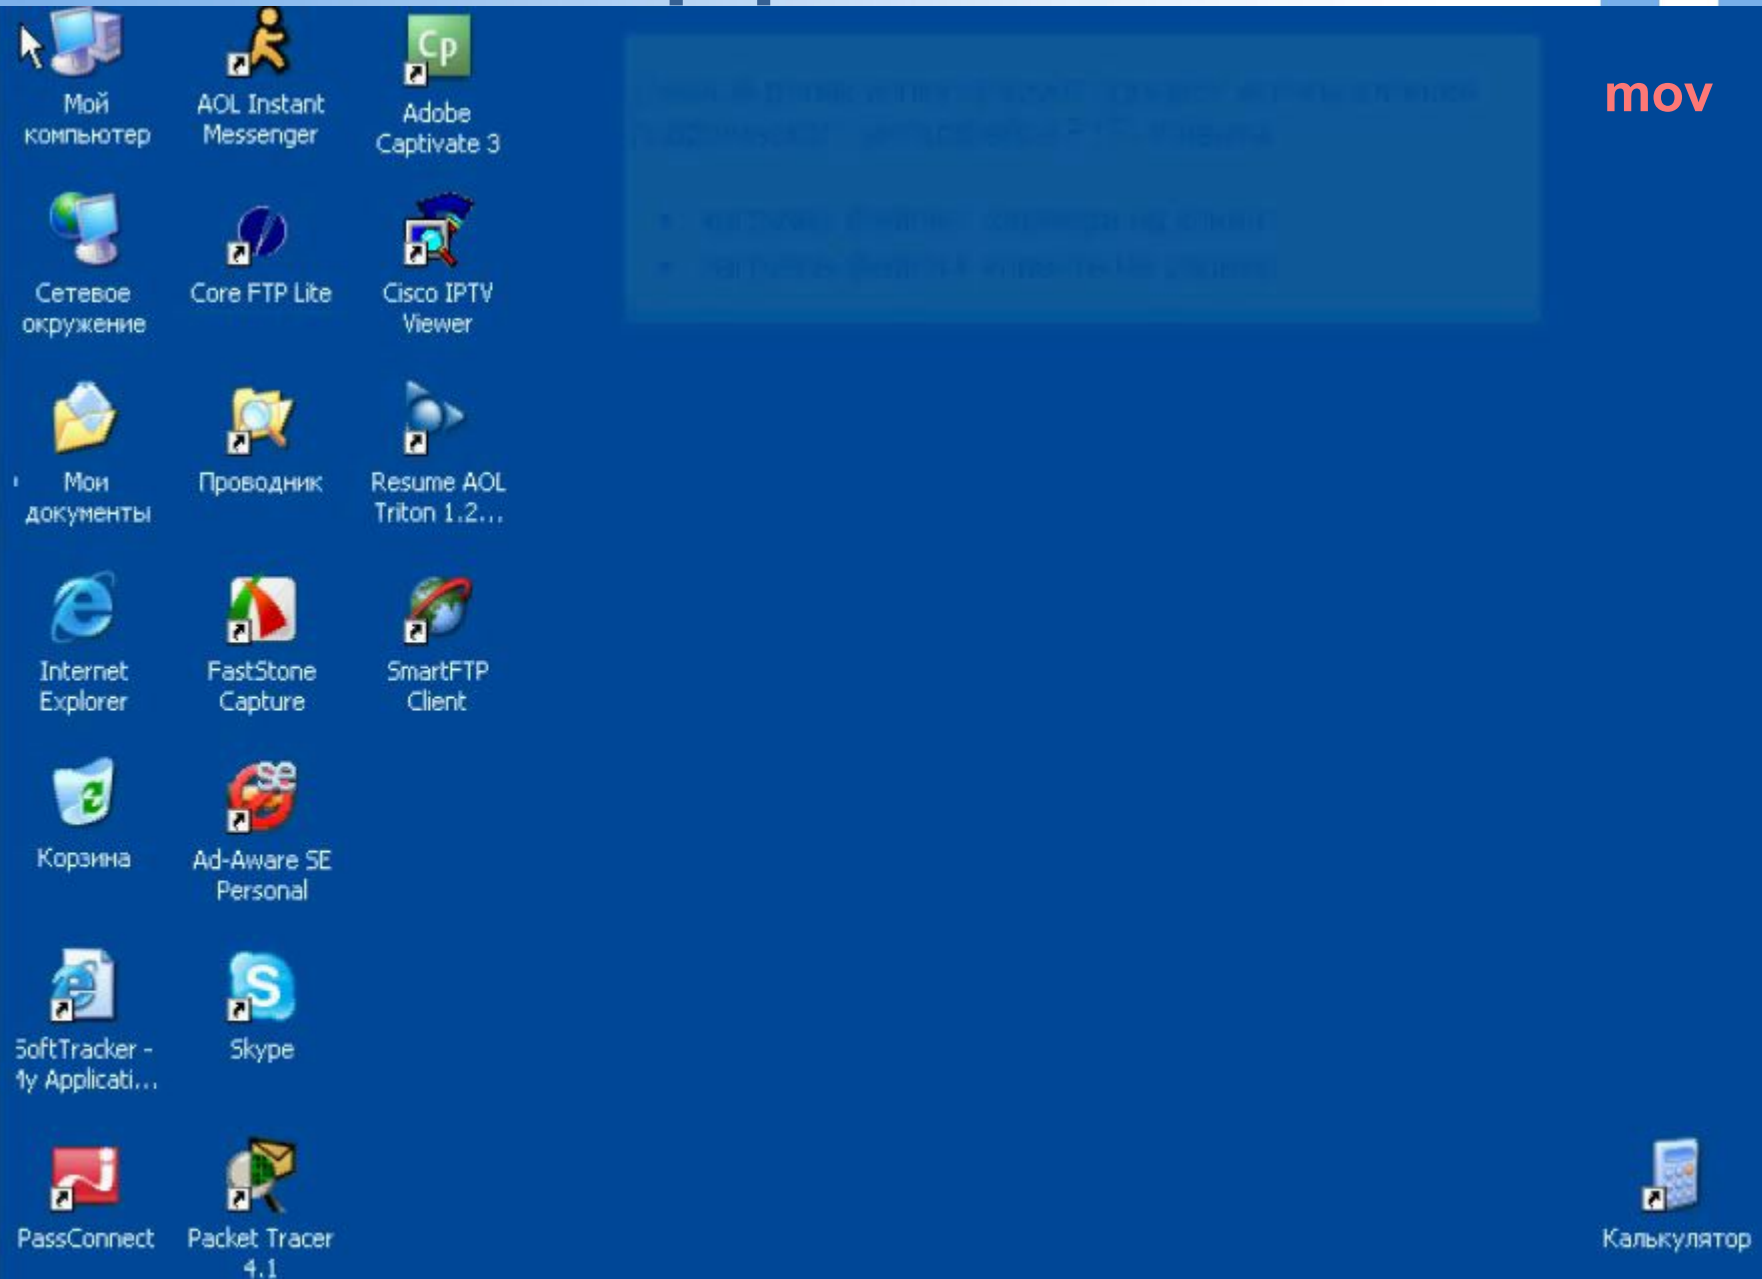 mov
Мой
компьютер
AOL Instant
Messenger
Cp
Adobe
Captivate 3
Сетевое
окружение
Core FTP Lite
Cisco IPTV
Viewer
Мои
документы
Проводник
Resume AOL
Triton 1.2...
Internet
Explorer
FastStone
Capture
SmartFTP
Client
Корзина
se
Ad-Aware SE
Personal
SoftTracker -
My Applicati...
S
Skype
PassConnect
Packet Tracer
4.1
Калькулятор